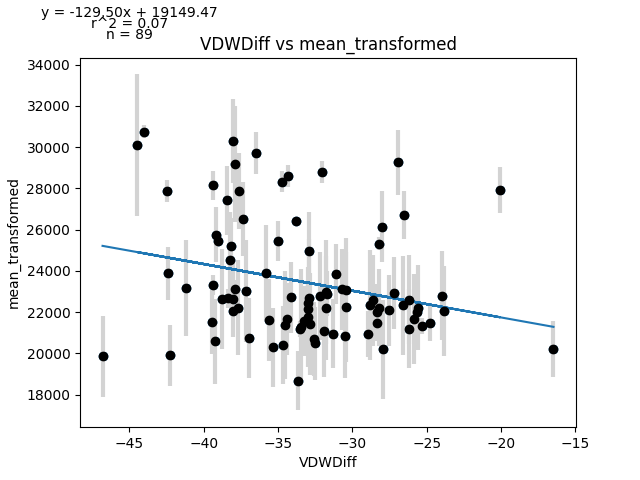 y = -129.50x + 19149.47
r^2 = 0.07
n = 89
VDWDiff vs mean_transformed
34000
32000
30000
28000
26000
24000
22000
20000
18000
mean_transformed
−45
−40
−35
−30
−25
−20
−15
VDWDiff